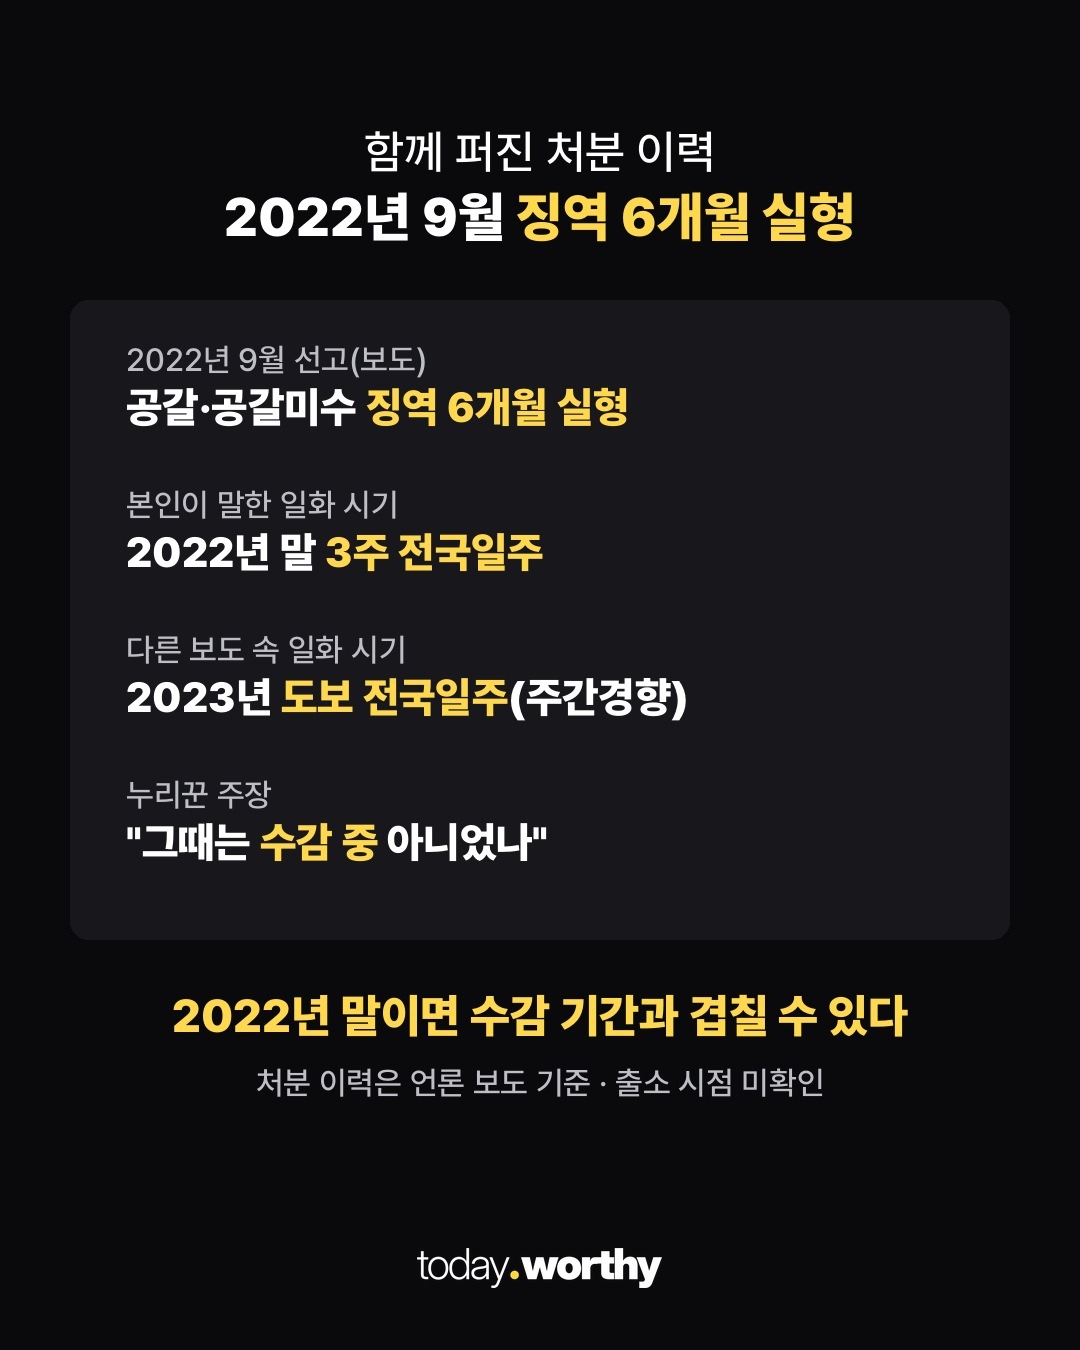 함께 퍼진 처분 이력
2022년 9월 징역 6개월 실형
2022년 9월 선고(보도)
공갈·공갈미수 징역 6개월 실형
본인이 말한 일화 시기
2022년 말 3주 전국일주
다른 보도 속 일화 시기
2023년 도보 전국일주(주간경향)
누리꾼 주장
"그때는 수감 중 아니었나"
2022년 말이면 수감 기간과 겹칠 수 있다
처분 이력은 언론 보도 기준 · 출소 시점 미확인
today.worthy